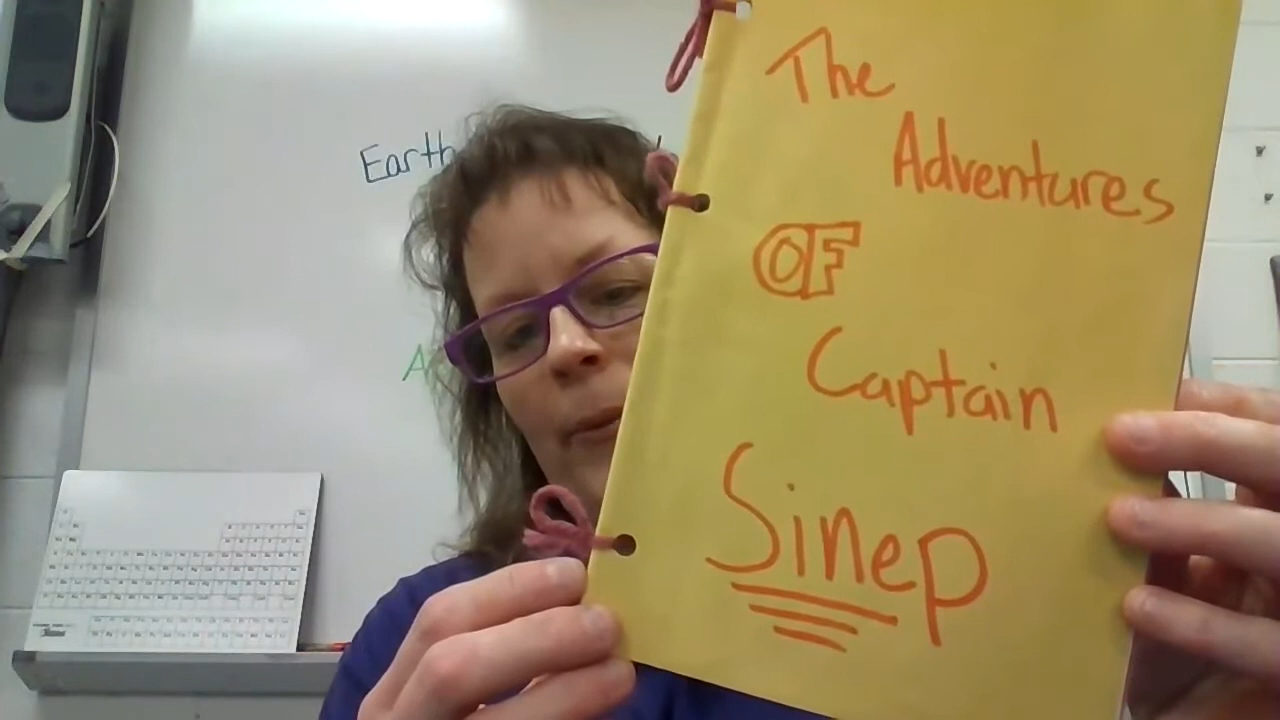 The
Adventures
OF
Captain
Sinep
Earth
A